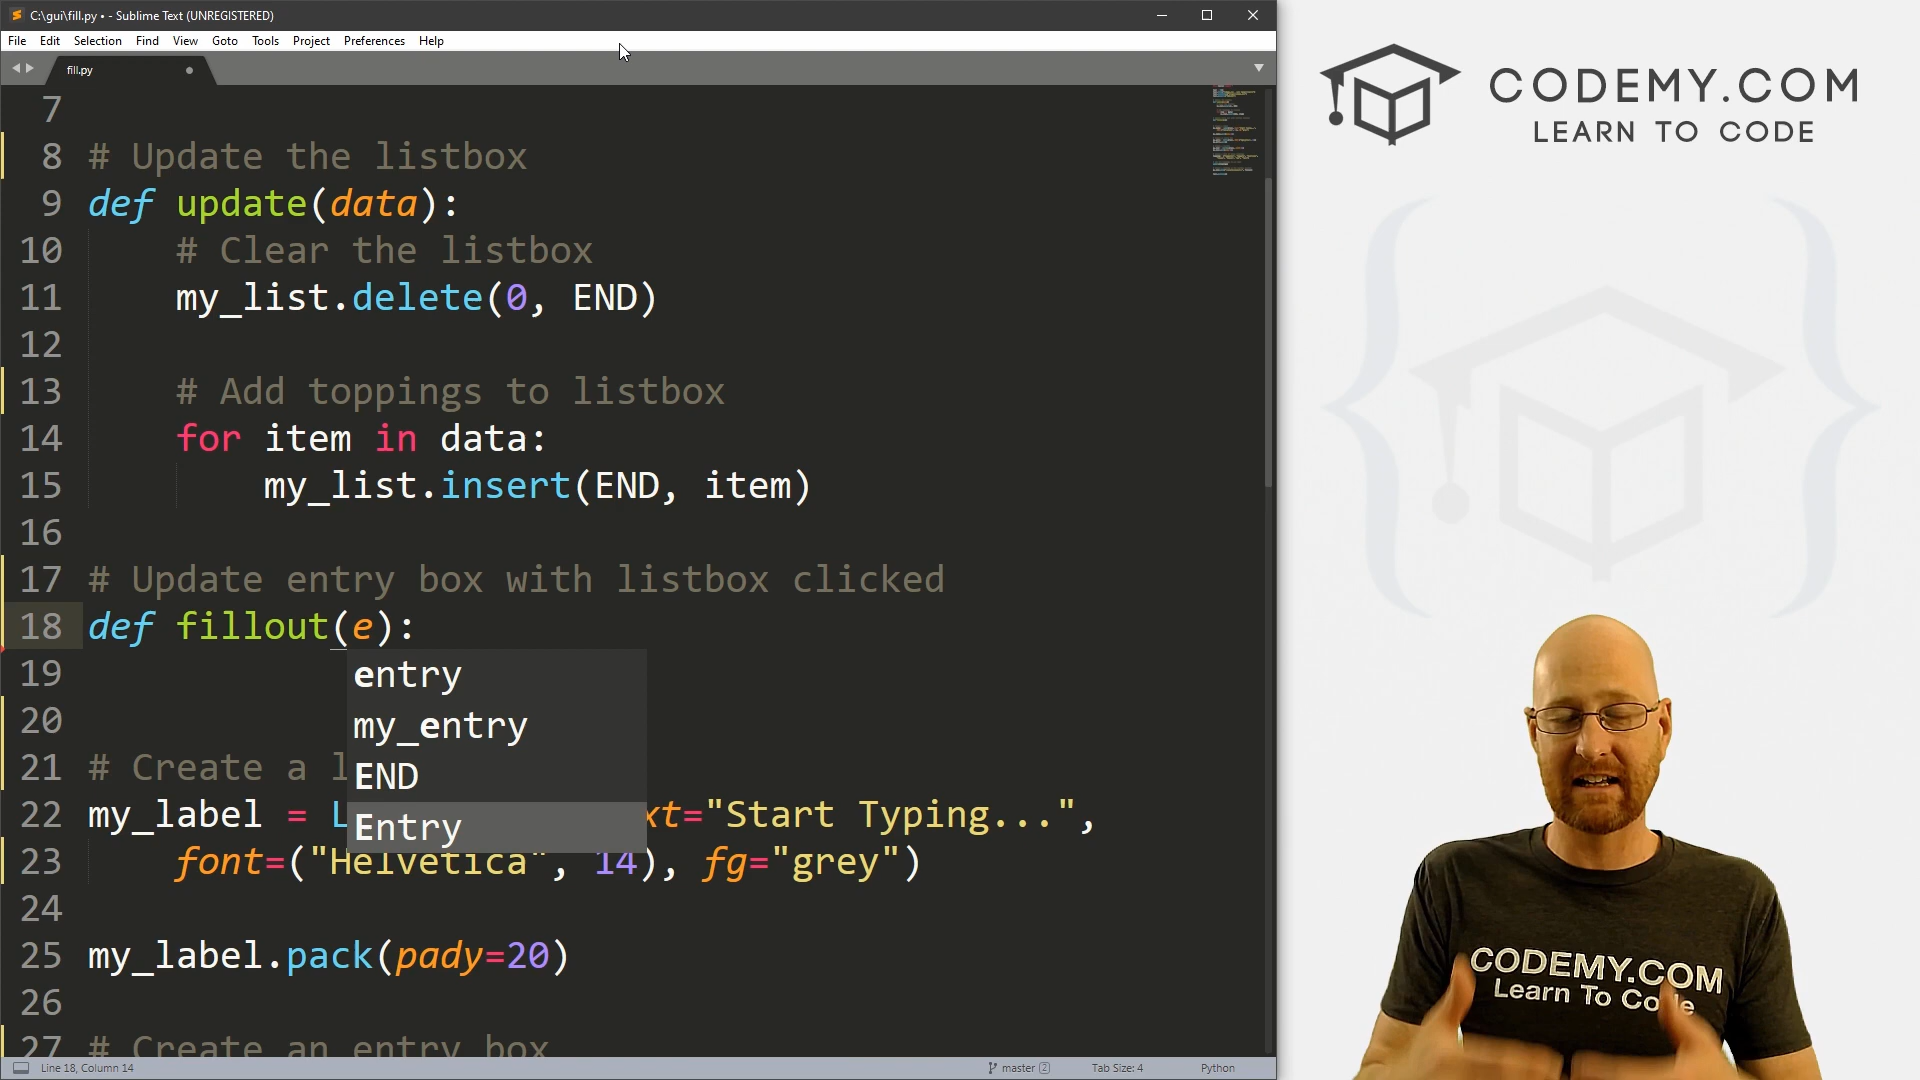 C:\gui\fill.py • - Sublime Text (UNREGISTERED)
File Edit Selection Find View Goto Tools Project Preferences Help
fill.py
7
8 # Update the listbox
9 def update(data):
10 # Clear the listbox
11 my_list.delete(0, END)
12
13 # Add toppings to listbox
14 for item in data:
15 my_list.insert(END, item)
16
17 # Update entry box with listbox clicked
18 def fillout(e):
19
entry
20
my_entry
21 # Create a l
END
22 my_label = L xt="Start Typing...",
Entry
23 font=("Helvetica", 14), fg="grey")
24
25 my_label.pack(pady=20)
26
27 # Create an entry box
Line 18, Column 14
master 2
Tab Size: 4
Python
CODEMY.COM
LEARN TO CODE
CODEMY.COM
Learn To Code